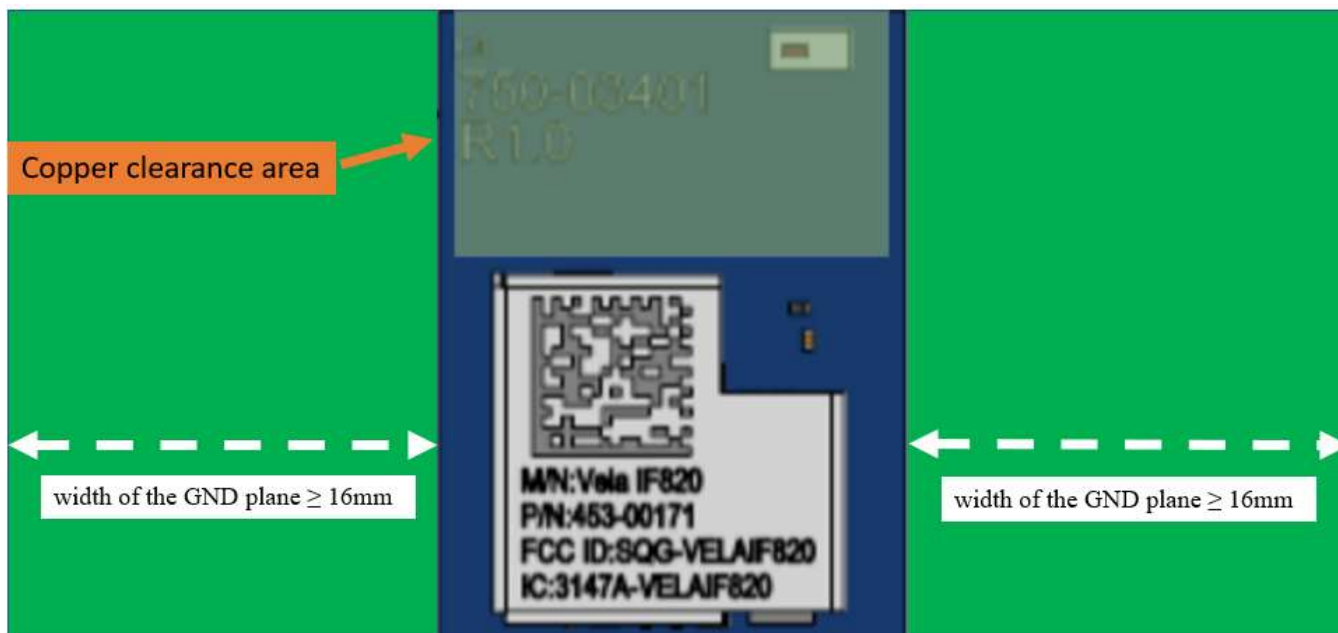 750-03401
R1.0
Copper clearance area
M/N:Vela IF820
P/N:453-00171
FCC ID:SQG-VELAIF820
IC:3147A-VELAIF820
width of the GND plane ≥ 16mm
width of the GND plane ≥ 16mm